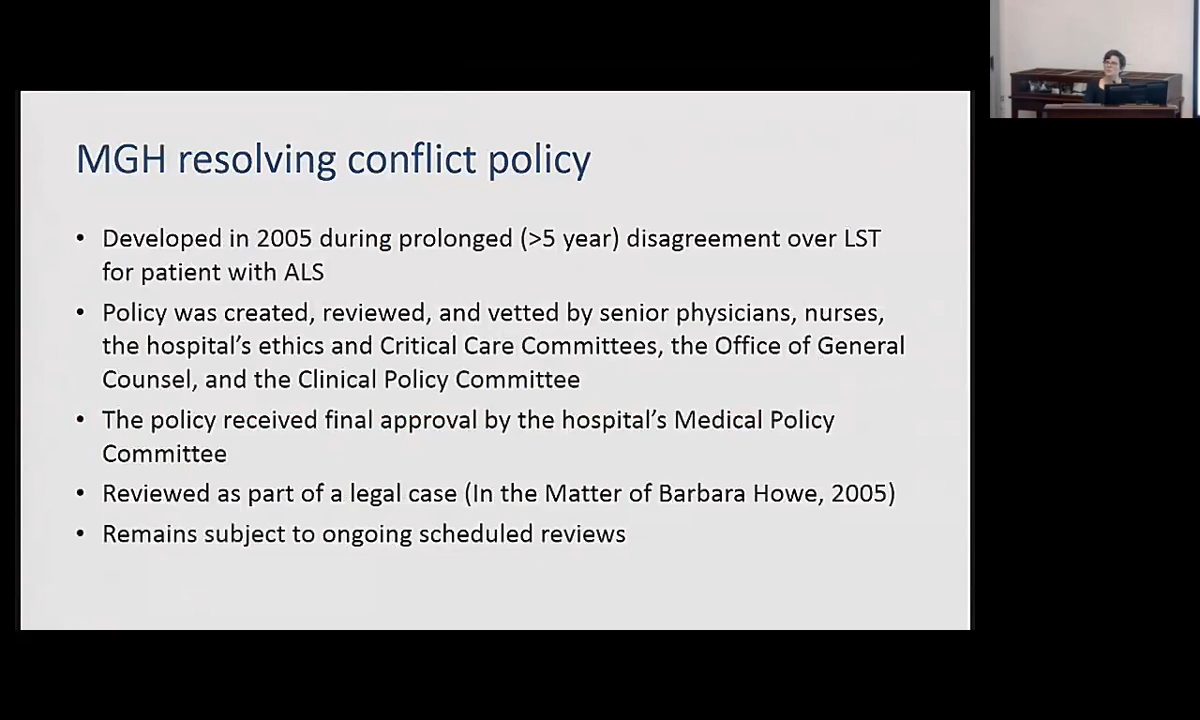 MGH resolving conflict policy
• Developed in 2005 during prolonged (>5 year) disagreement over LST
for patient with ALS
• Policy was created, reviewed, and vetted by senior physicians, nurses,
the hospital’s ethics and Critical Care Committees, the Office of General
Counsel, and the Clinical Policy Committee
• The policy received final approval by the hospital’s Medical Policy
Committee
• Reviewed as part of a legal case (In the Matter of Barbara Howe, 2005)
• Remains subject to ongoing scheduled reviews